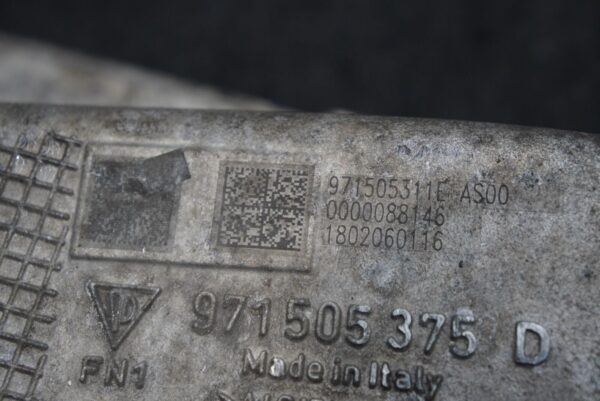 971505311E AS00
0000088146
1802060116
971 505 375 D
FN1
Made in Italy